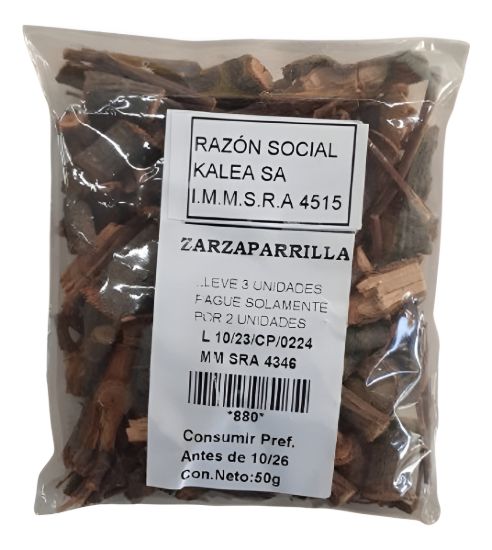 RAZÓN SOCIAL
KALEA SA
I.M.M.S.R.A 4515
ZARZAPARRILLA
LLEVE 3 UNIDADES
PAGUE SOLAMENTE
POR 2 UNIDADES
L 10/23/CP/0224
MM SRA 4346
*880*
Consumir Pref.
Antes de 10/26
Con.Neto:50g